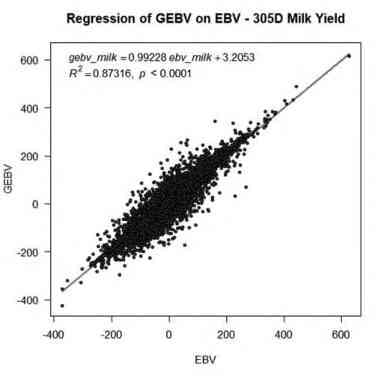 Regression of GEBV on EBV - 305D Milk Yield
gebv_milk = 0.99228 ebv_milk + 3.2053
R² = 0.87316, p < 0.0001
600
400
200
0
-200
-400
GEBV
-400 -200 0 200 400 600
EBV